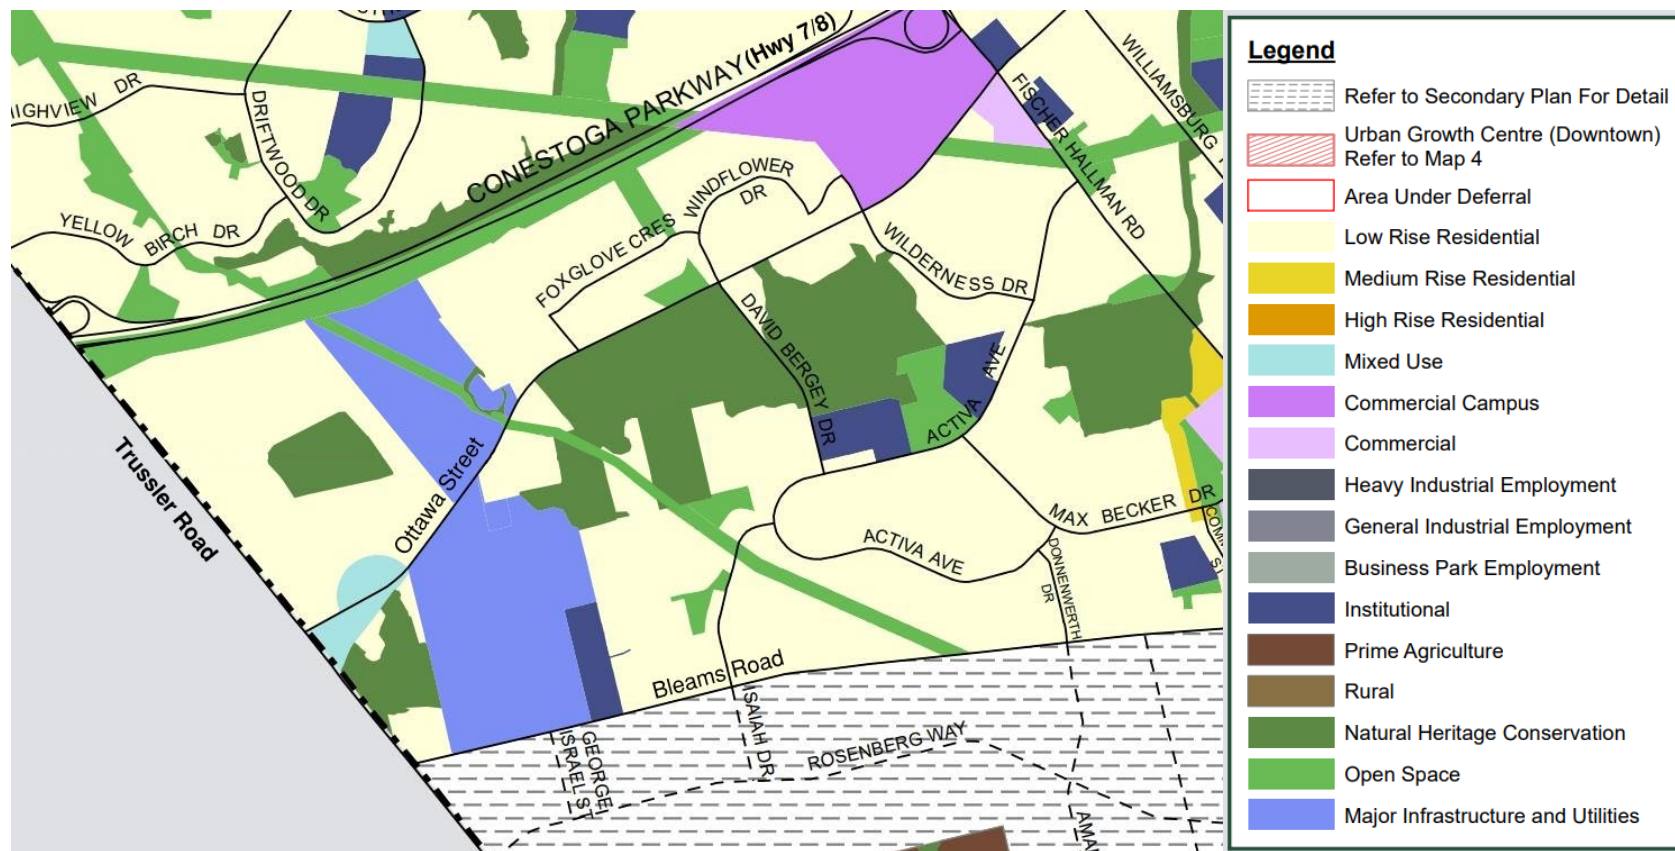 CONESTOGA PARKWAY (Hwy 7/8)
WILLIAMSBURG
DR
DRIFTWOOD DR
FISCHER HALLMAN RD
YELLOW BIRCH DR
WINDFLOWER DR
FOXGLOVE CRES
WILDERNESS DR
DAVID BERGEY DR
ACTIVA AVE
Trussler Road
Ottawa Street
MAX BECKER DR
ACTIVA AVE
DONNENWERTH DR
Bleams Road
ISAIAH DR
ROSENBERG WAY
GEORGE ISRAEL ST
Legend
Refer to Secondary Plan For Detail
Urban Growth Centre (Downtown)
Refer to Map 4
Area Under Deferral
Low Rise Residential
Medium Rise Residential
High Rise Residential
Mixed Use
Commercial Campus
Commercial
Heavy Industrial Employment
General Industrial Employment
Business Park Employment
Institutional
Prime Agriculture
Rural
Natural Heritage Conservation
Open Space
Major Infrastructure and Utilities